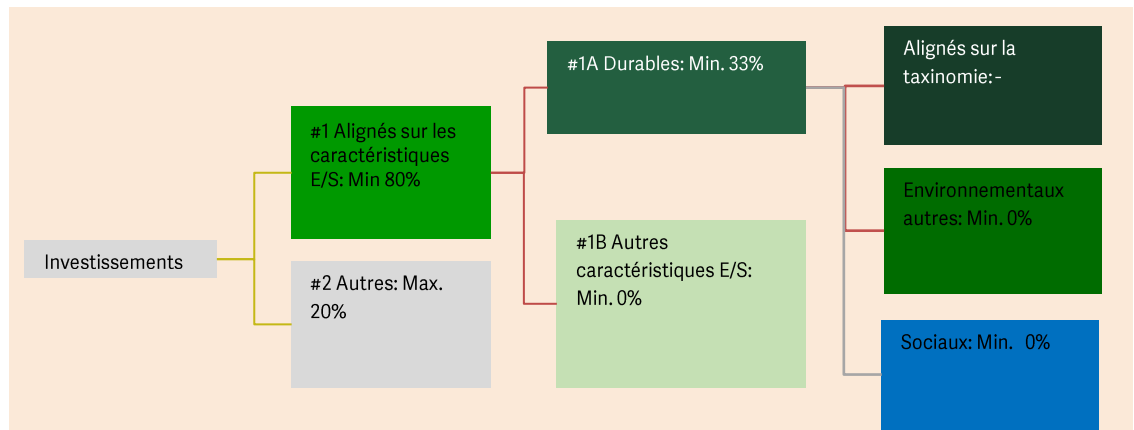 Investissements
#1 Alignés sur les
caractéristiques
E/S: Min 80%
#2 Autres: Max.
20%
#1A Durables: Min. 33%
#1B Autres
caractéristiques E/S:
Min. 0%
Alignés sur la
taxinomie:-
Environnementaux
autres: Min. 0%
Sociaux: Min.  0%